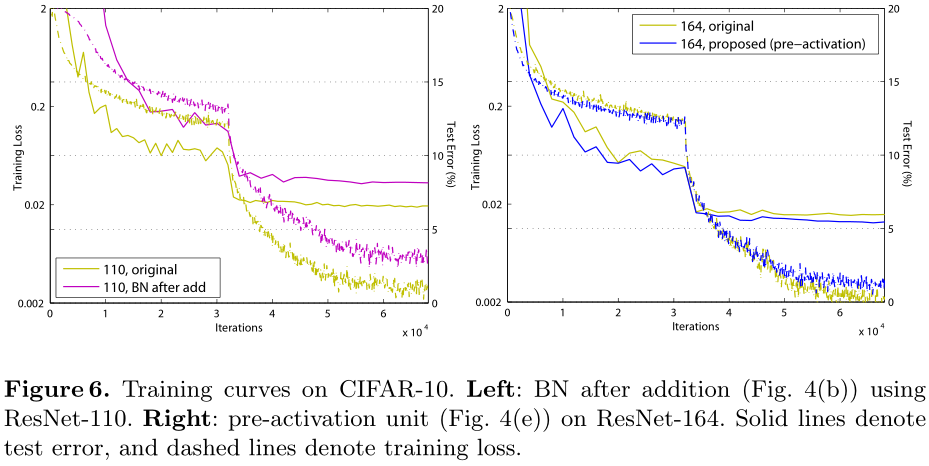 2
0.2
0.02
0.002
Training Loss
20
15
10
5
0
Test Error (%)
110, original
110, BN after add
0 1 2 3 4 5 6
Iterations
x 10 4
2
0.2
0.02
0.002
Training Loss
20
15
10
5
0
Test Error (%)
164, original
164, proposed (pre−activation)
0 1 2 3 4 5 6
Iterations
x 10 4
Figure 6. Training curves on CIFAR-10. Left: BN after addition (Fig. 4(b)) using
ResNet-110. Right: pre-activation unit (Fig. 4(e)) on ResNet-164. Solid lines denote
test error, and dashed lines denote training loss.